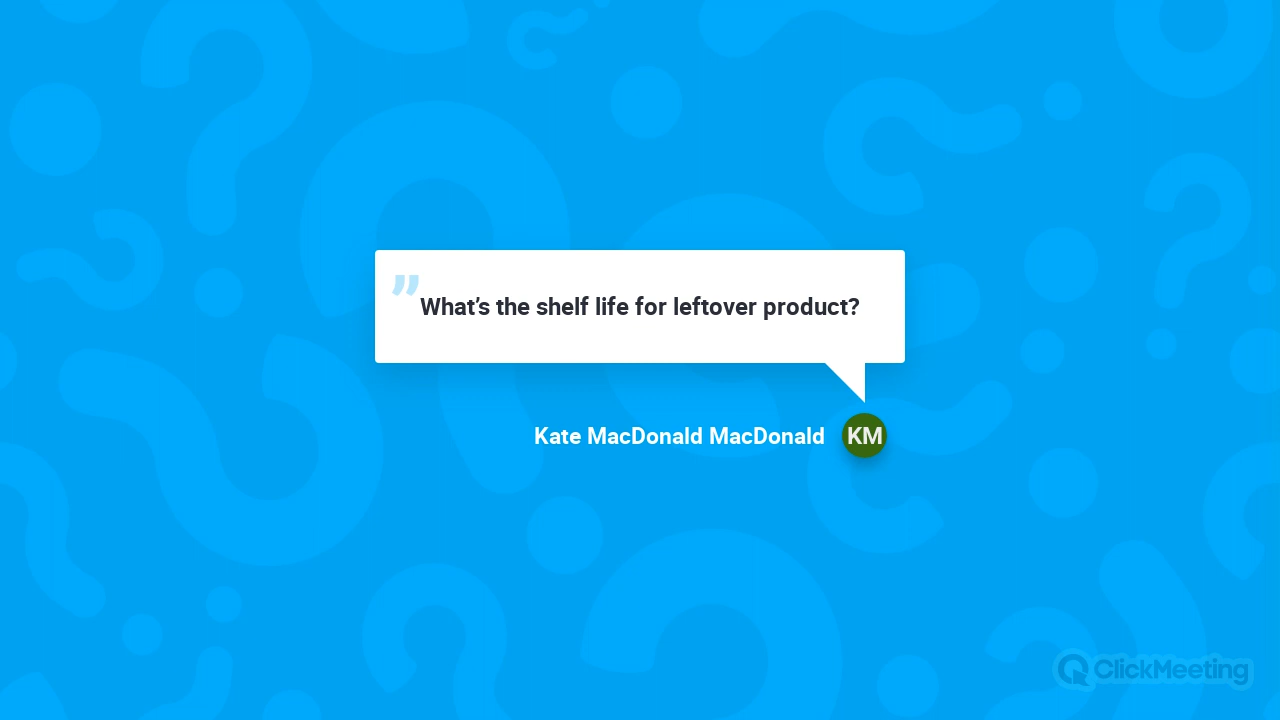 ”
What’s the shelf life for leftover product?
Kate MacDonald MacDonald
KM
ClickMeeting